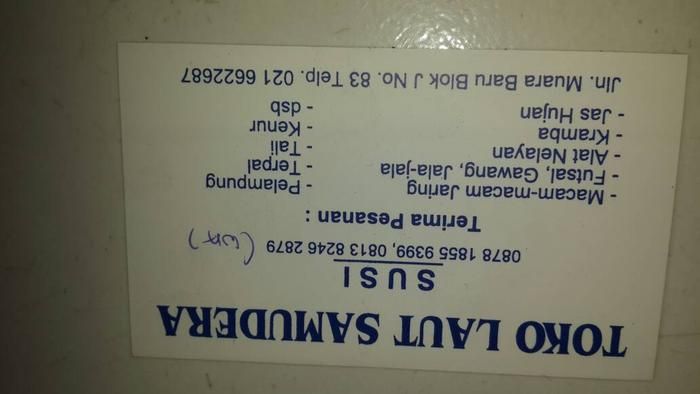 TOKO LAUT SAMUDERA
SUSI
0878 1855 9399, 0813 8246 2879 (WA)
Terima Pesanan :
- Macam-macam Jaring - Pelampung
- Futsal, Gawang, Jala-jala - Terpal
- Alat Nelayan - Tali
- Kramba - Kenur
- Jas Hujan - dsb
Jln. Muara Baru Blok J No. 83 Telp. 021 6622687